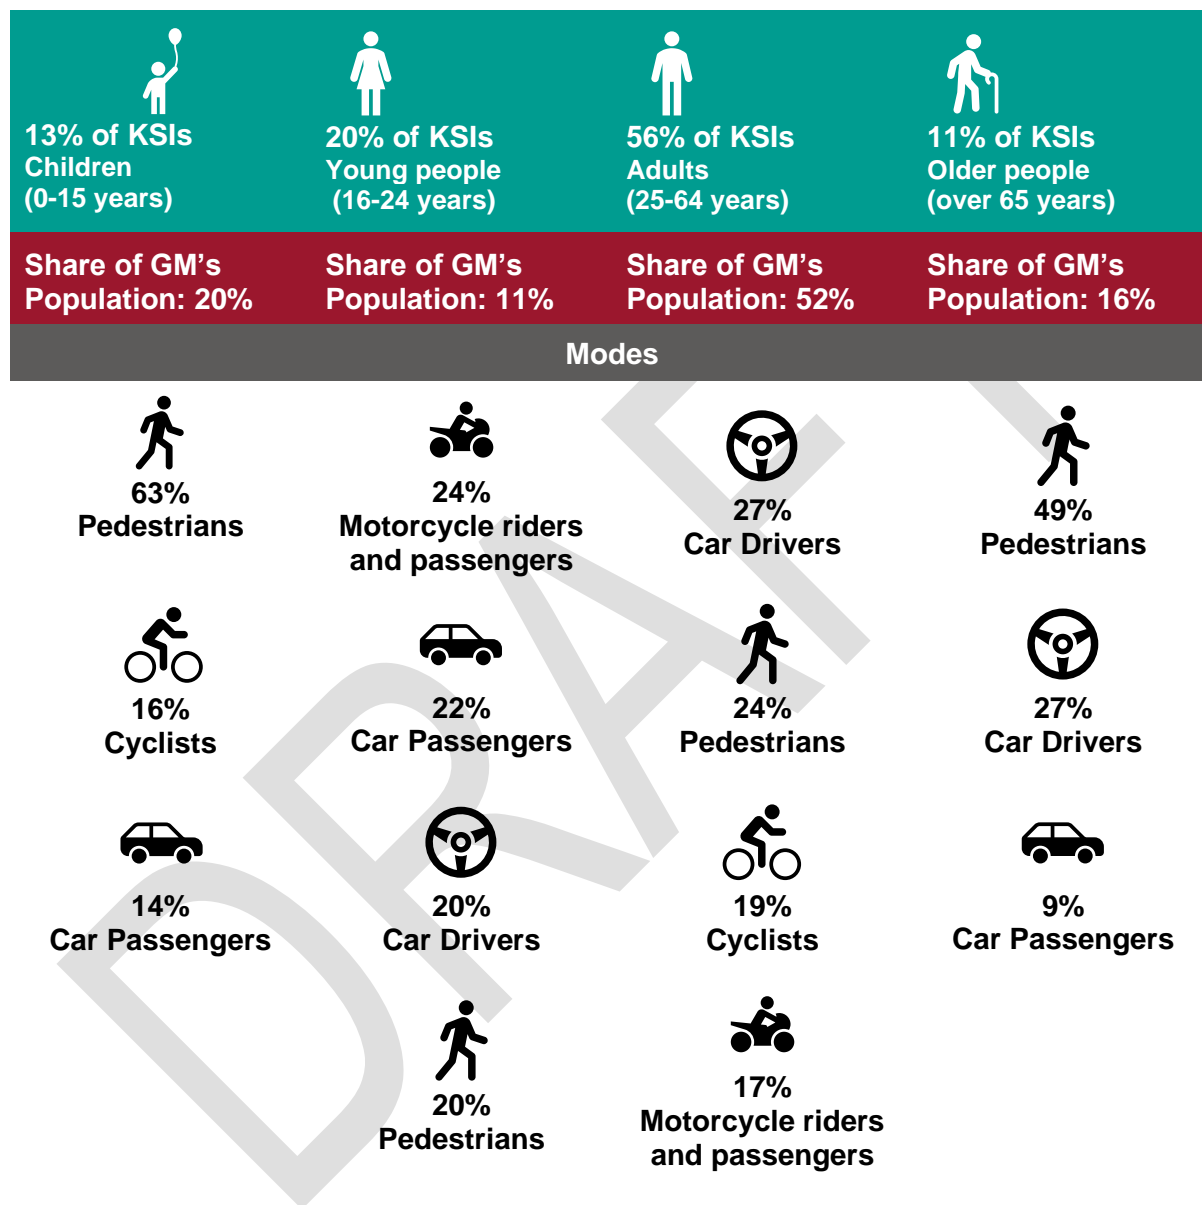 13% of KSIs
Children
(0-15 years)
20% of KSIs
Young people
(16-24 years)
56% of KSIs
Adults
(25-64 years)
11% of KSIs
Older people
(over 65 years)
Share of GM’s
Population: 20%
Share of GM’s
Population: 11%
Share of GM’s
Population: 52%
Share of GM’s
Population: 16%
Modes
63%
Pedestrians
24%
Motorcycle riders
and passengers
27%
Car Drivers
49%
Pedestrians
16%
Cyclists
22%
Car Passengers
24%
Pedestrians
27%
Car Drivers
14%
Car Passengers
20%
Car Drivers
19%
Cyclists
9%
Car Passengers
20%
Pedestrians
17%
Motorcycle riders
and passengers
DRAFT